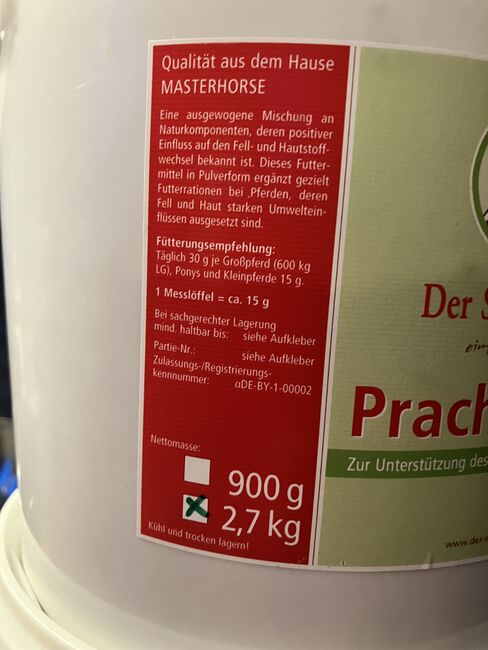 Qualität aus dem Hause
MASTERHORSE
Eine ausgewogene Mischung an
Naturkomponenten, deren positiver
Einfluss auf den Fell- und Hautstoff-
wechsel bekannt ist. Dieses Futter-
mittel in Pulverform ergänzt gezielt
Futterrationen bei ‚Pferden, deren
Fell und Haut starken Umweltein-
flüssen ausgesetzt sind.
Fütterungsempfehlung:
Täglich 30 g je Großpferd (600 kg
LG), Ponys und Kleinpferde 15 g.
1 Messlöffel = ca. 15 g
Bei sachgerechter Lagerung
mind. haltbar bis: siehe Aufkleber
Partie-Nr.: siehe Aufkleber
Zulassungs-/Registrierungs-
kennnummer: αDE-BY-1-00002
Nettomasse:
900 g
2,7 kg
Kühl und trocken lagern!
Der S
Prach
Zur Unterstützung des
www.der-s